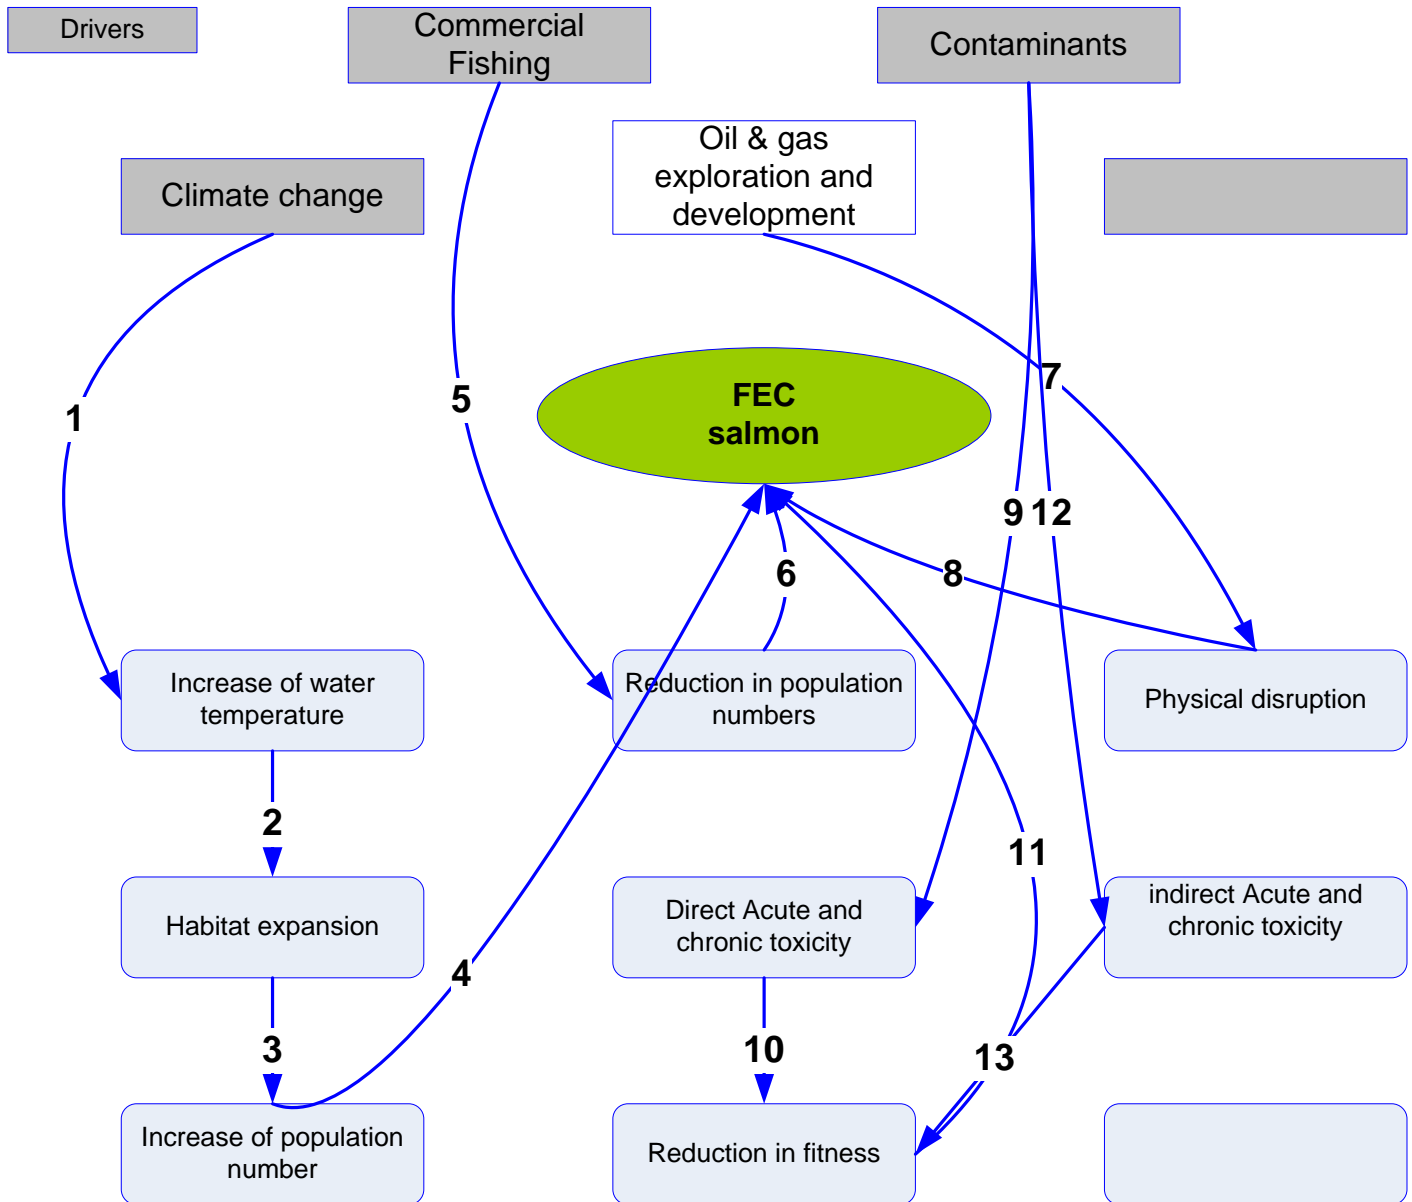 Drivers
Commercial
Fishing
Contaminants
Oil & gas
exploration and
development
Climate change
FEC
salmon
1
5
7
9
12
6
8
Increase of water
temperature
Reduction in population
numbers
Physical disruption
2
11
Habitat expansion
Direct Acute and
chronic toxicity
indirect Acute and
chronic toxicity
4
3
10
13
Increase of population
number
Reduction in fitness